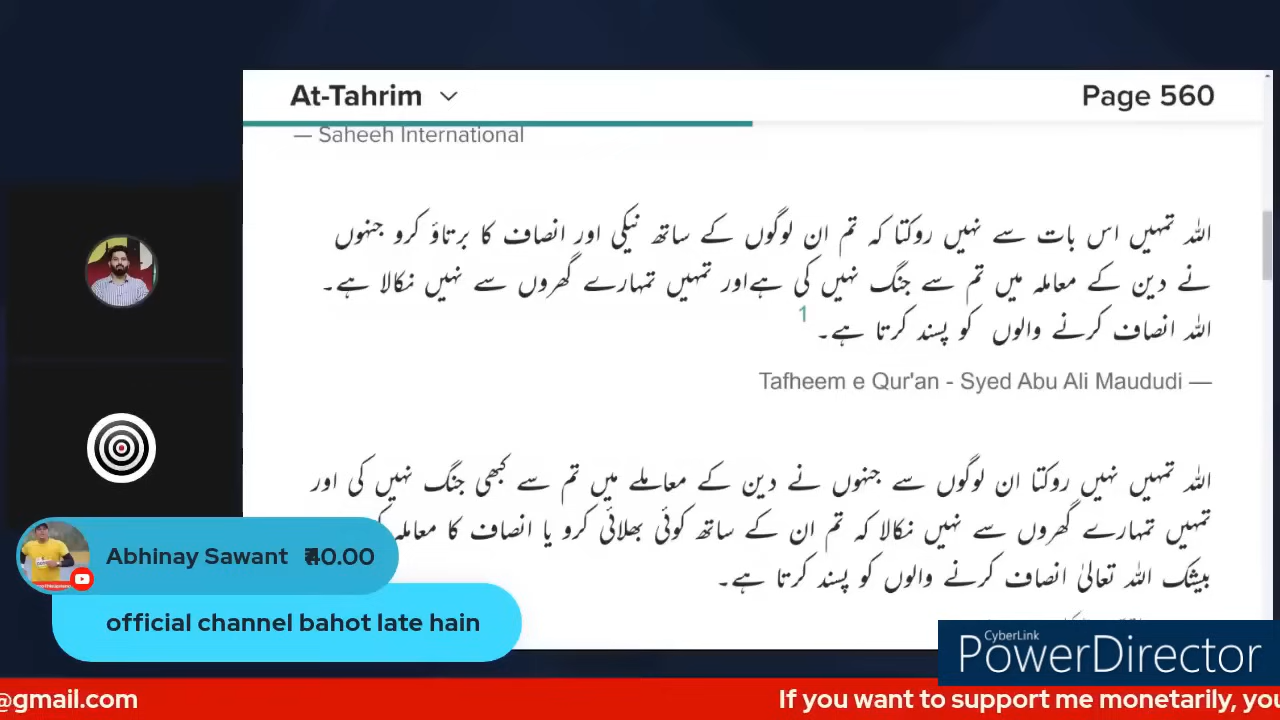 At-Tahrim
Page 560
— Saheeh International
اللہ تمہیں اس بات سے نہیں روکتا کہ تم ان لوگوں کے ساتھ نیکی اور انصاف کا برتاؤ کرو جنہوں
نے دین کے معاملہ میں تم سے جنگ نہیں کی ہےاور تمہیں تمہارے گھروں سے نہیں نکالا ہے۔
اللہ انصاف کرنے والوں کو پسند کرتا ہے۔ 1
Tafheem e Qur'an - Syed Abu Ali Maududi —
اللہ تمہیں نہیں روکتا ان لوگوں سے جنہوں نے دین کے معاملے میں تم سے کبھی جنگ نہیں کی اور
تمہیں تمہارے گھروں سے نہیں نکالا کہ تم ان کے ساتھ کوئی بھلائی کرو یا انصاف کا معاملہ
بیشک اللہ تعالیٰ انصاف کرنے والوں کو پسند کرتا ہے۔
Abhinay Sawant ₹40.00
official channel bahot late hain
CyberLink
PowerDirector
@gmail.com
If you want to support me monetarily,